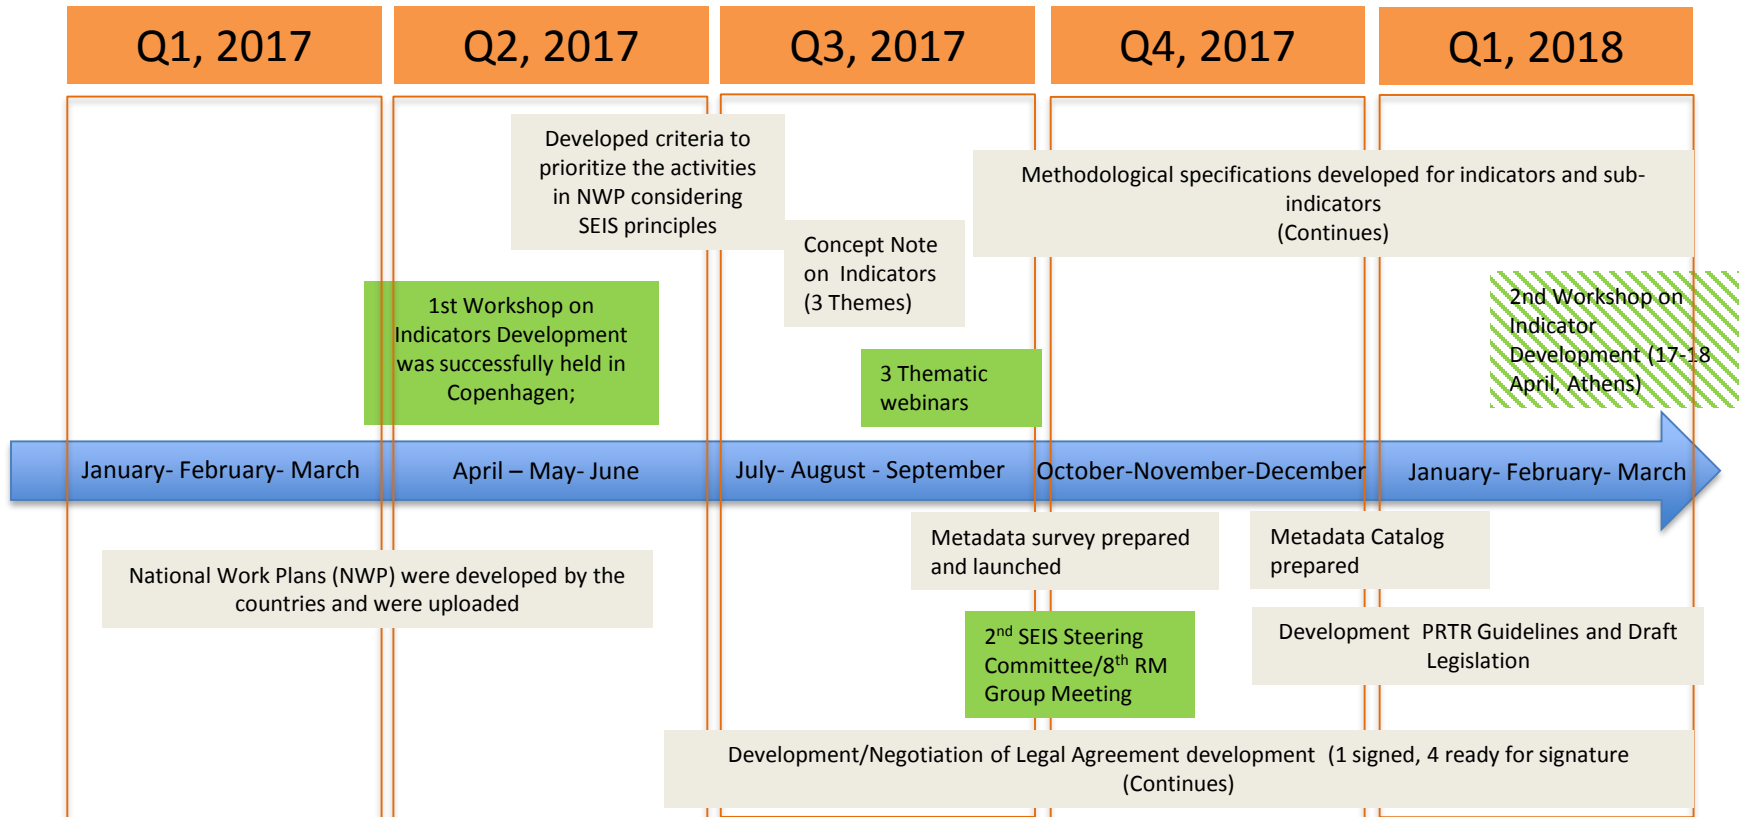 Q1, 2017
Q2, 2017
Q3, 2017
Q4, 2017
Q1, 2018
Developed criteria to
prioritize the activities
in NWP considering
SEIS principles
Methodological specifications developed for indicators and sub-
indicators
(Continues)
Concept Note
on Indicators
(3 Themes)
1st Workshop on
Indicators Development
was successfully held in
Copenhagen;
2nd Workshop on
Indicator
Development (17-18
April, Athens)
3 Thematic
webinars
January- February- March
April – May- June
July- August - September
October-November-December
January- February- March
Metadata survey prepared
and launched
Metadata Catalog
prepared
National Work Plans (NWP) were developed by the
countries and were uploaded
2nd SEIS Steering
Committee/8th RM
Group Meeting
Development PRTR Guidelines and Draft
Legislation
Development/Negotiation of Legal Agreement development (1 signed, 4 ready for signature
(Continues)